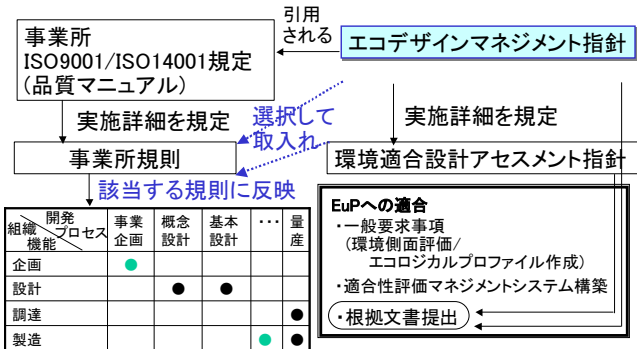 事業所
ISO9001/ISO14001規定
(品質マニュアル)
引用
される
エコデザインマネジメント指針
実施詳細を規定
選択して
取入れ
実施詳細を規定
事業所規則
環境適合設計アセスメント指針
該当する規則に反映
組織 機能 開発 プロセス 事業企画 概念設計 基本設計 ･･･ 量産
企画 ●
設計 ● ●
調達 ●
製造 ● ●
EuPへの適合
・一般要求事項
(環境側面評価/
エコロジカルプロファイル作成)
・適合性評価マネジメントシステム構築
・根拠文書提出